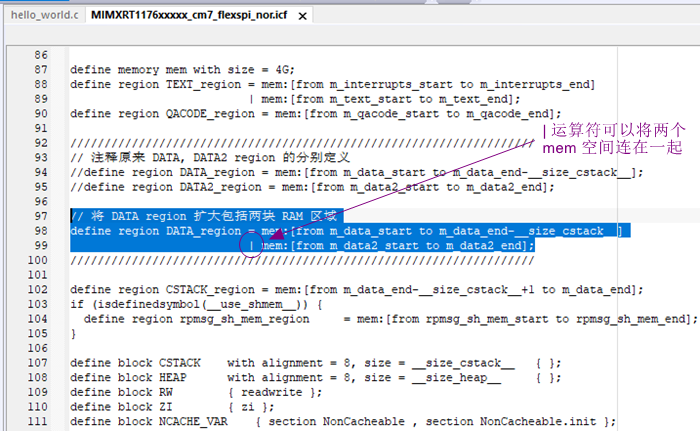 hello_world.c MIMXRT1176xxxxx_cm7_flexspi_nor.icf ×
86
87 define memory mem with size = 4G;
88 define region TEXT_region = mem:[from m_interrupts_start to m_interrupts_end]
89 | mem:[from m_text_start to m_text_end];
90 define region QACODE_region = mem:[from m_qacode_start to m_qacode_end];
91
92 ////////////////////////////////////////////////////////////////////
93 // 注释原来 DATA, DATA2 region 的分别定义
94 //define region DATA_region = mem:[from m_data_start to m_data_end-__size_cstack__];
95 //define region DATA2_region = mem:[from m_data2_start to m_data2_end];
96
97 // 将 DATA region 扩大包括两块 RAM 区域
98 define region DATA_region = mem:[from m_data_start to m_data_end-__size_cstack__]
99 | mem:[from m_data2_start to m_data2_end];
100 ////////////////////////////////////////////////////////////////////
101
102 define region CSTACK_region = mem:[from m_data_end-__size_cstack__+1 to m_data_end];
103 if (isdefinedsymbol(__use_shmem__)) {
104 define region rpmsg_sh_mem_region = mem:[from rpmsg_sh_mem_start to rpmsg_sh_mem_end];
105 }
106
107 define block CSTACK with alignment = 8, size = __size_cstack__ { };
108 define block HEAP with alignment = 8, size = __size_heap__ { };
109 define block RW { readwrite };
110 define block ZI { zi };
111 define block NCACHE_VAR { section NonCacheable , section NonCacheable.init };
| 运算符可以将两个
mem 空间连在一起